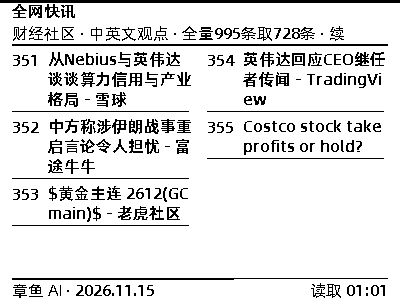 全网快讯
财经社区 · 中英文观点 · 全量995条取728条 · 续
351 从Nebius与英伟达
谈谈算力信用与产业
格局 - 雪球
352 中方称涉伊朗战事重
启言论令人担忧 - 富
途牛牛
353 $黄金主连 2612(GC
main)$ - 老虎社区
354 英伟达回应CEO继任
者传闻 - TradingVi
ew
355 Costco stock take
profits or hold?
章鱼 AI · 2026.11.15
读取 01:01